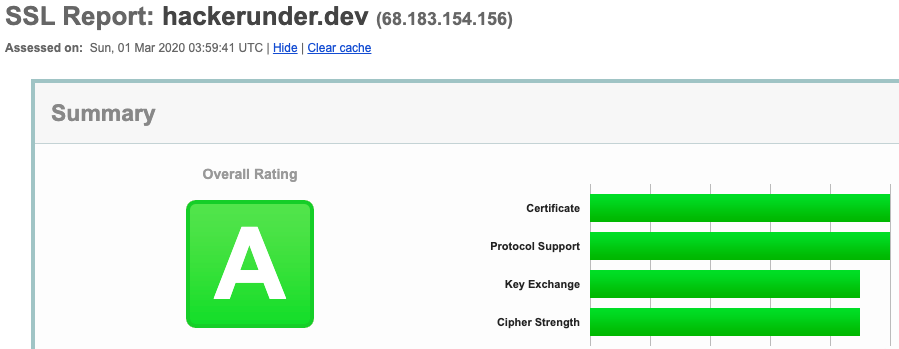 SSL Report: hackerunder.dev (68.183.154.156)
Assessed on: Sun, 01 Mar 2020 03:59:41 UTC | Hide | Clear cache
Summary
Overall Rating
A
Certificate
Protocol Support
Key Exchange
Cipher Strength